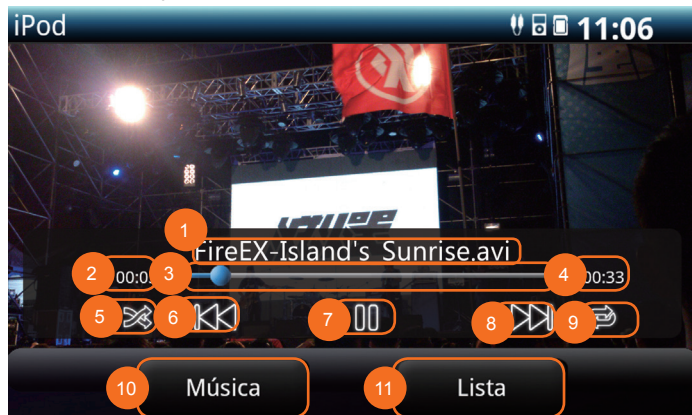 iPod 11:06
1
FireEX-Island's Sunrise.avi
2 00:0 3 4 00:33
5 6 7 8 9
10 Música 11 Lista